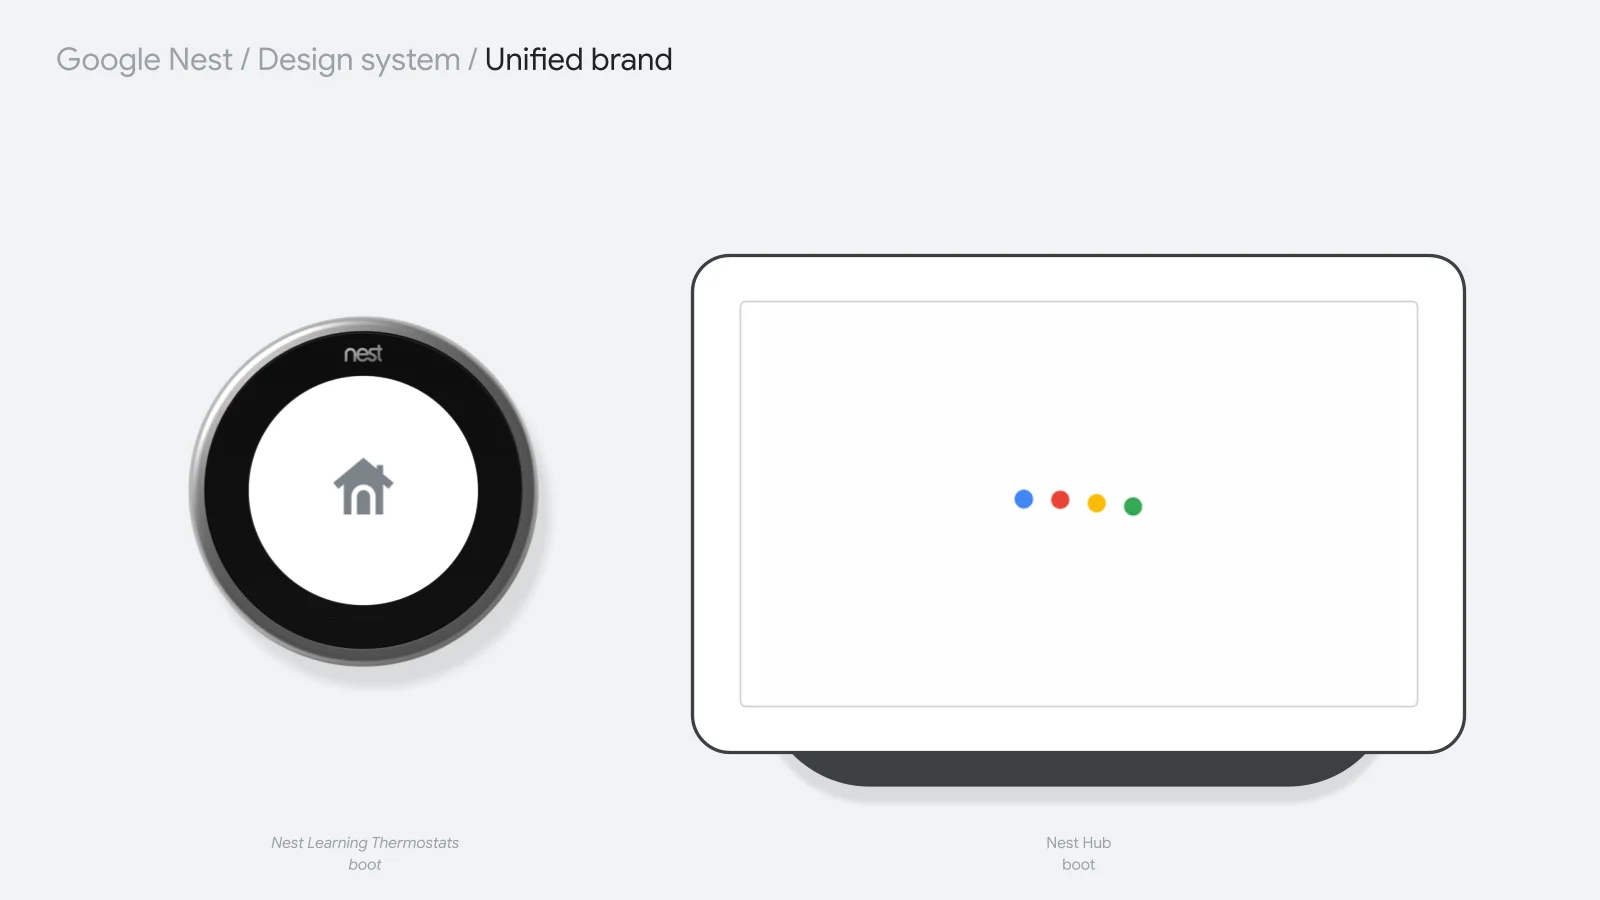 Google Nest / Design system / Unified brand
nest
Nest Learning Thermostats
boot
Nest Hub
boot